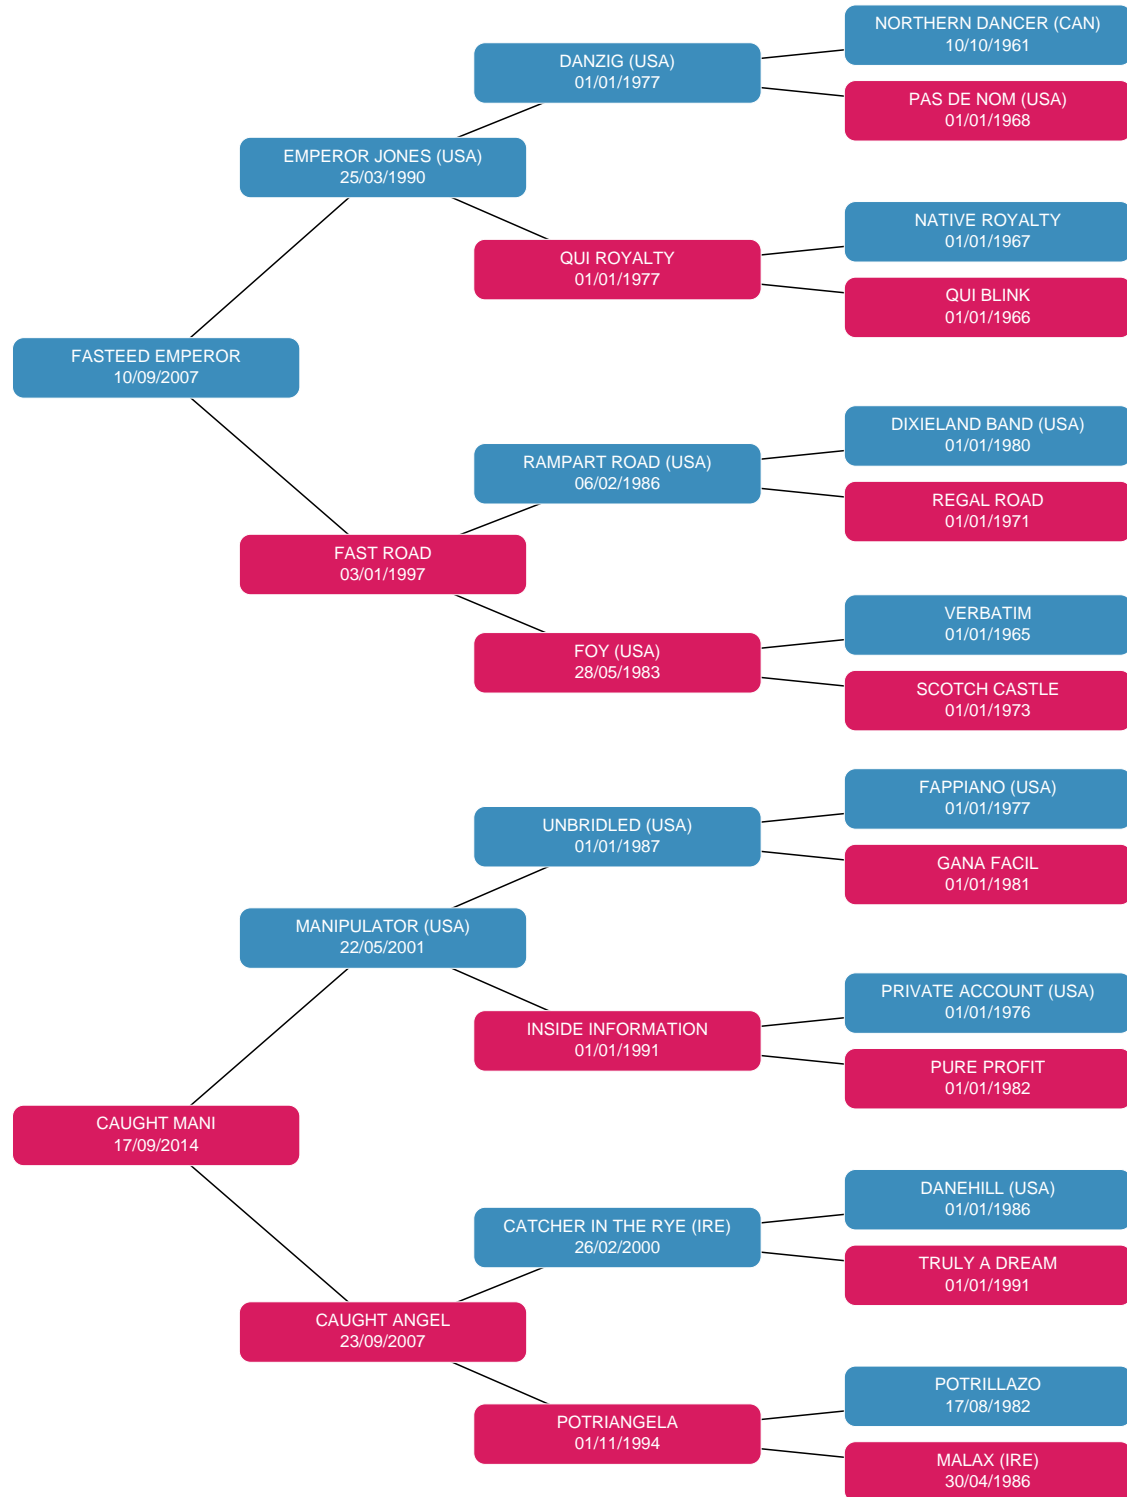 NORTHERN DANCER (CAN)
10/10/1961
DANZIG (USA)
01/01/1977
PAS DE NOM (USA)
01/01/1968
EMPEROR JONES (USA)
25/03/1990
NATIVE ROYALTY
01/01/1967
QUI ROYALTY
01/01/1977
QUI BLINK
01/01/1966
FASTEED EMPEROR
10/09/2007
DIXIELAND BAND (USA)
01/01/1980
RAMPART ROAD (USA)
06/02/1986
REGAL ROAD
01/01/1971
FAST ROAD
03/01/1997
VERBATIM
01/01/1965
FOY (USA)
28/05/1983
SCOTCH CASTLE
01/01/1973
FAPPIANO (USA)
01/01/1977
UNBRIDLED (USA)
01/01/1987
GANA FACIL
01/01/1981
MANIPULATOR (USA)
22/05/2001
PRIVATE ACCOUNT (USA)
01/01/1976
INSIDE INFORMATION
01/01/1991
PURE PROFIT
01/01/1982
CAUGHT MANI
17/09/2014
DANEHILL (USA)
01/01/1986
CATCHER IN THE RYE (IRE)
26/02/2000
TRULY A DREAM
01/01/1991
CAUGHT ANGEL
23/09/2007
POTRILLAZO
17/08/1982
POTRIANGELA
01/11/1994
MALAX (IRE)
30/04/1986